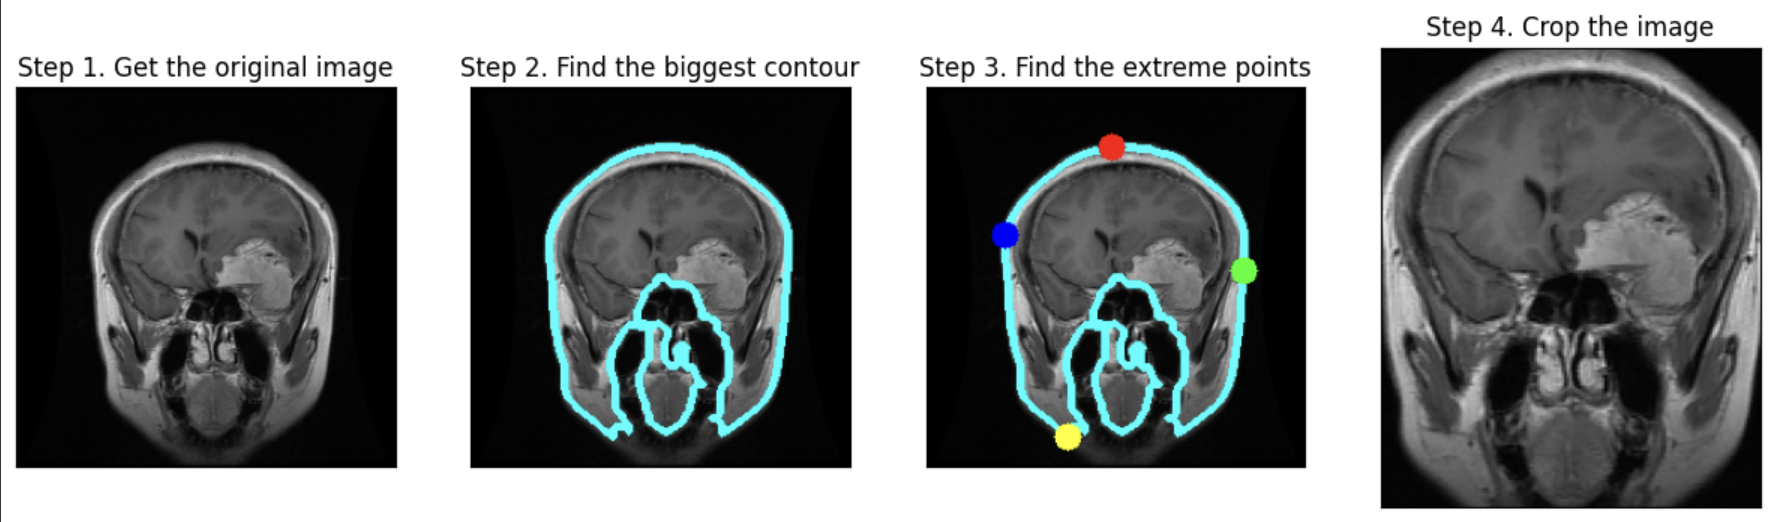 Step 1. Get the original image
Step 2. Find the biggest contour
Step 3. Find the extreme points
Step 4. Crop the image